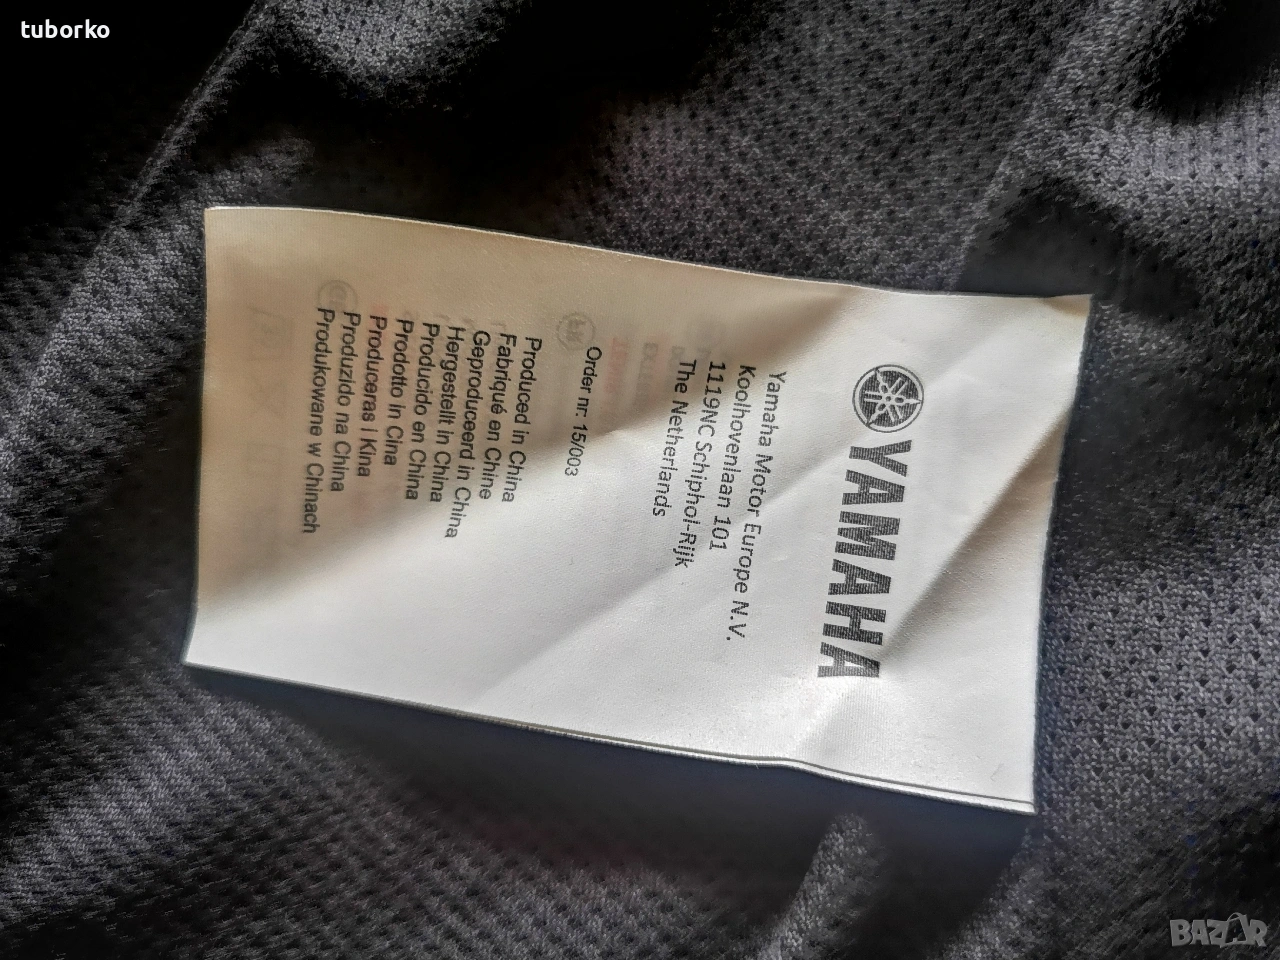 tuborko
YAMAHA
Yamaha Motor Europe N.V.
Koolhovenlaan 101
1119NC Schiphol-Rijk
The Netherlands
Order nr: 15/003
Produced in China
Fabriqué en Chine
Geproduceerd in China
Hergestellt in China
Producido en China
Prodotto in Cina
Produceras i Kina
Produzido na China
Produkowane w Chinach
BAZAR